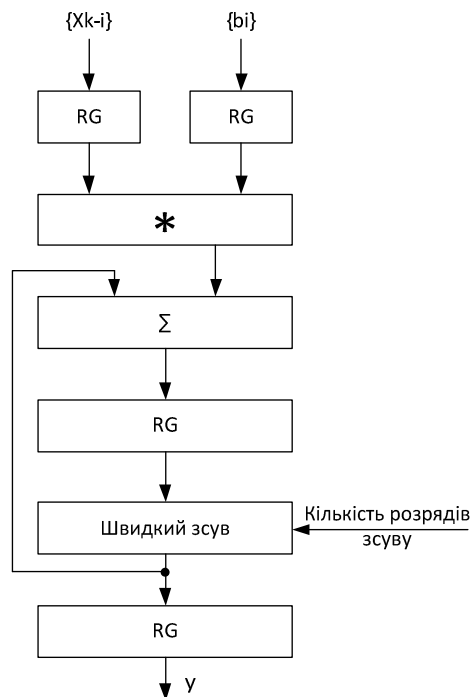 {Xk-i} {bi}
RG RG
*
Σ
RG
Швидкий зсув
Кількість розрядів
зсуву
RG
y